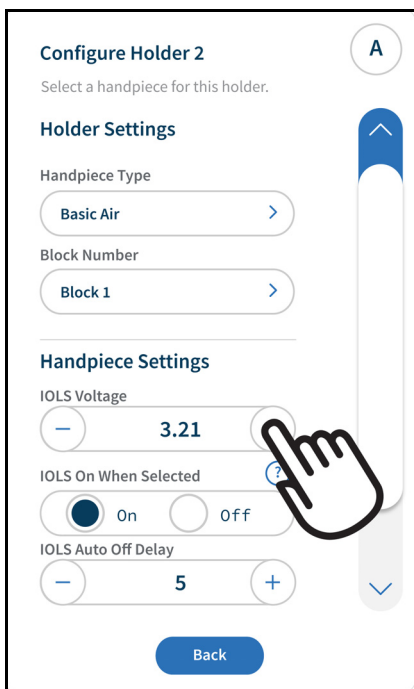 Configure Holder 2
A
Select a handpiece for this holder.
Holder Settings
Handpiece Type
Basic Air
Block Number
Block 1
Handpiece Settings
IOLS Voltage
− 3.21
IOLS On When Selected ?
On Off
IOLS Auto Off Delay
− 5 +
Back